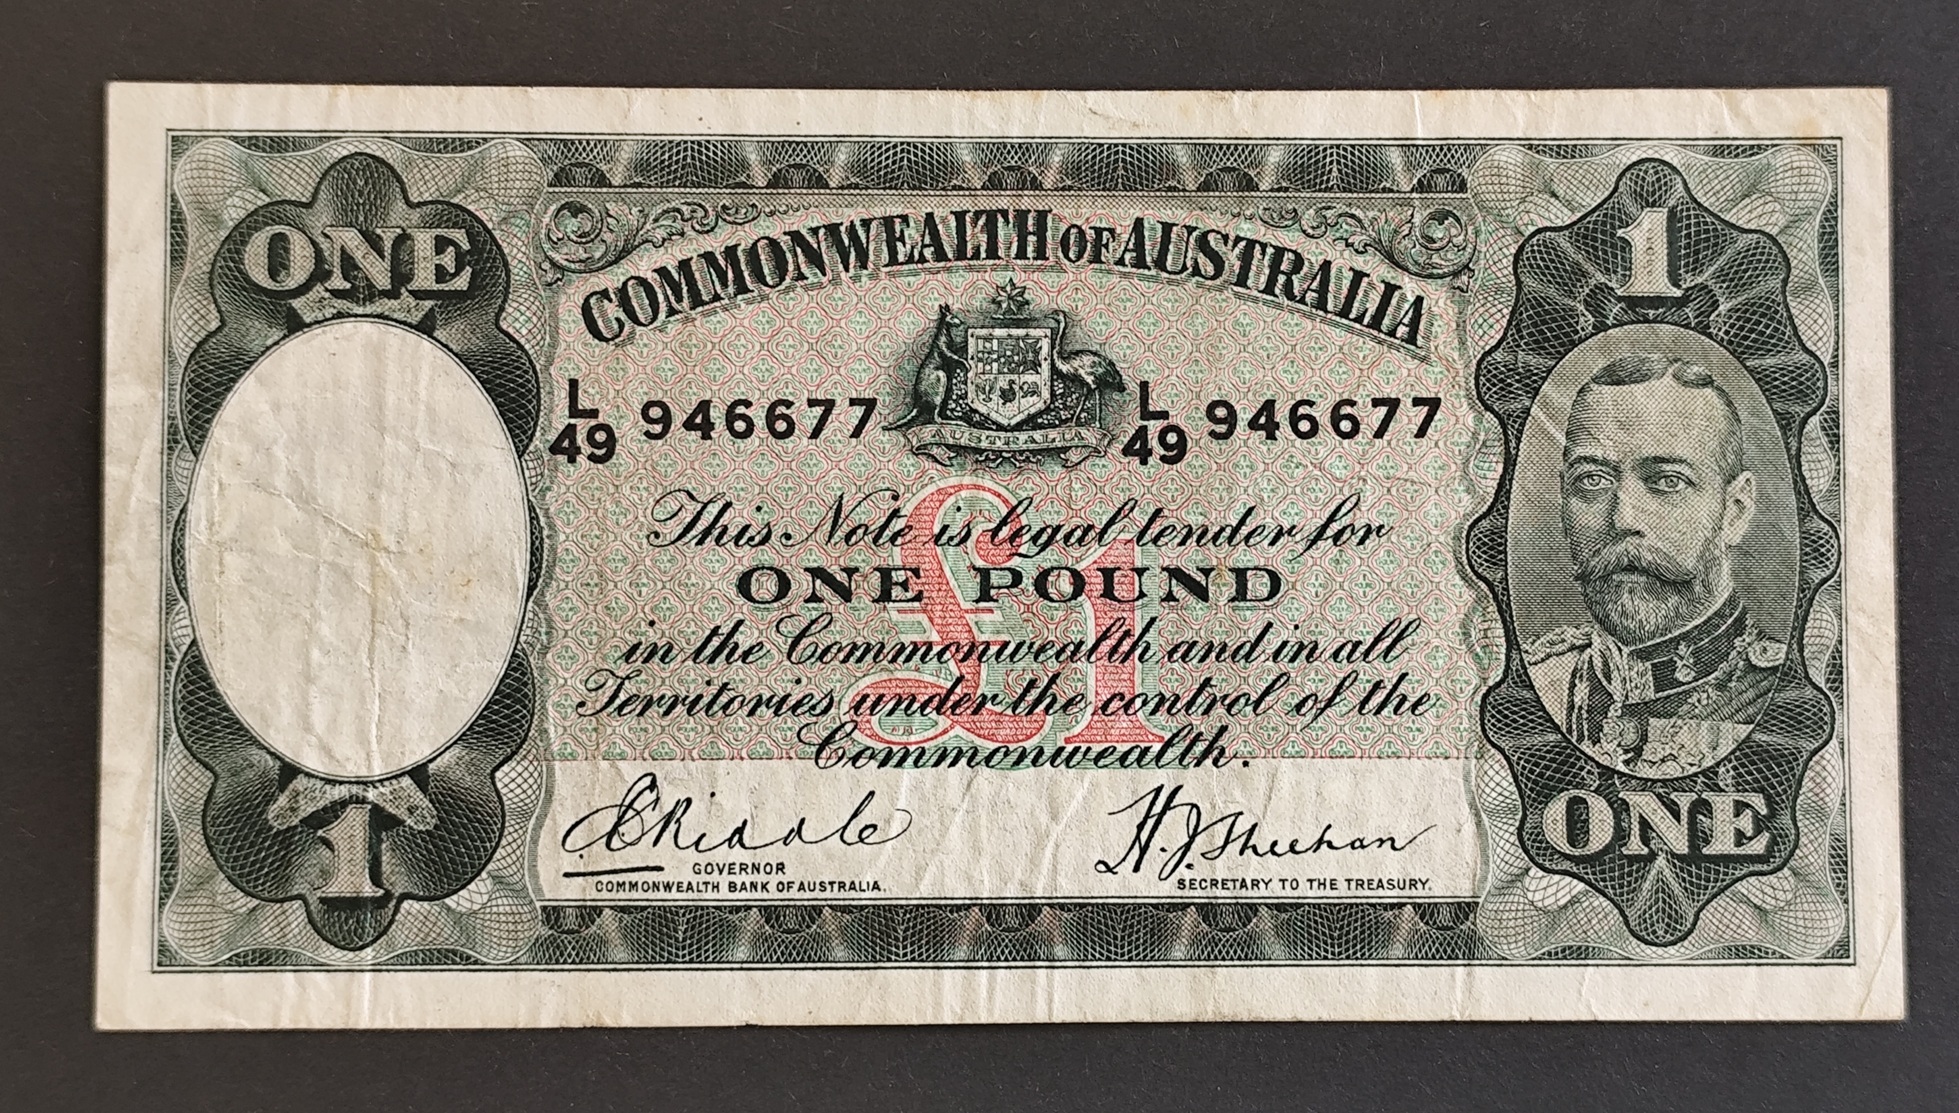 ONE
1
COMMONWEALTH OF AUSTRALIA
L/49 946677
L/49 946677
AUSTRALIA
£1
This Note is legal tender for
ONE POUND
in the Commonwealth and in all
Territories under the control of the
Commonwealth.
C Riddle
GOVERNOR
COMMONWEALTH BANK OF AUSTRALIA.
H.J. Sheehan
SECRETARY TO THE TREASURY.
1
ONE